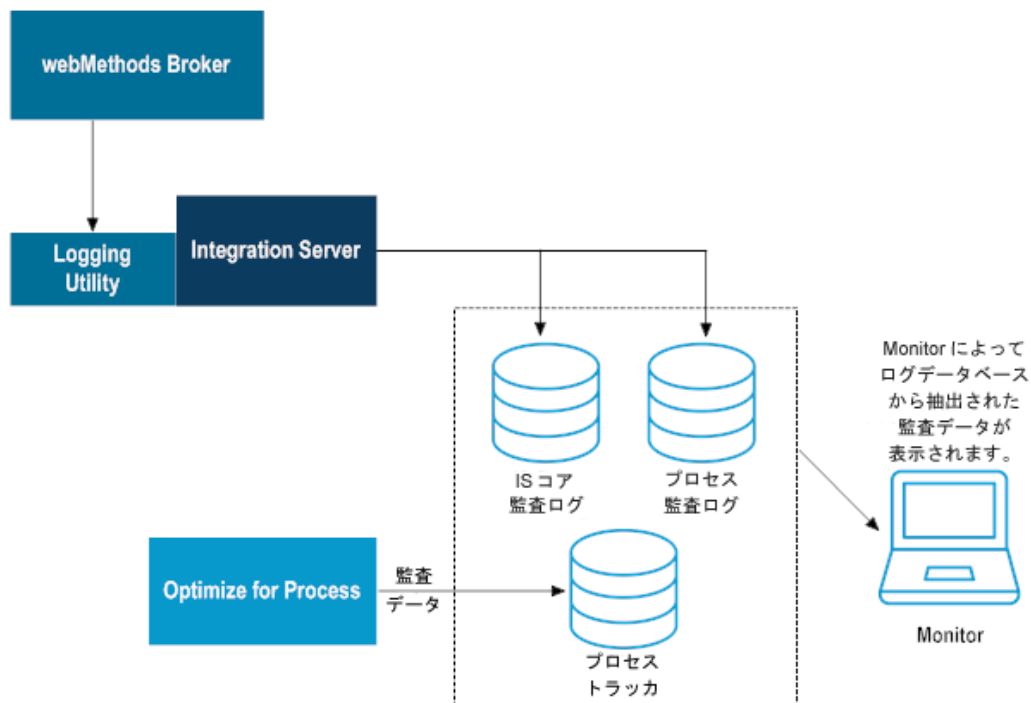 webMethods Broker
Logging
Utility
Integration Server
IS コア
監査ログ
プロセス
監査ログ
Monitor によって
ログデータベース
から抽出された
監査データが
表示されます。
Optimize for Process
監査
データ
プロセス
トラッカ
Monitor